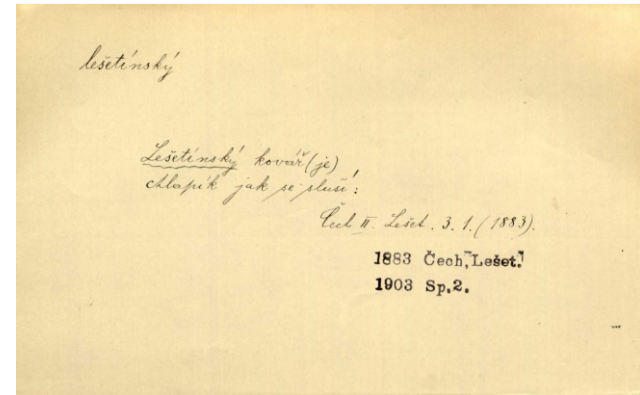 lešetínský
Lešetínský kovář (je)
chlapík jak se sluší:
Čech II. Lešet. 3. 1. (1883).
1883 Čech,"Lešet."
1903 Sp.2.